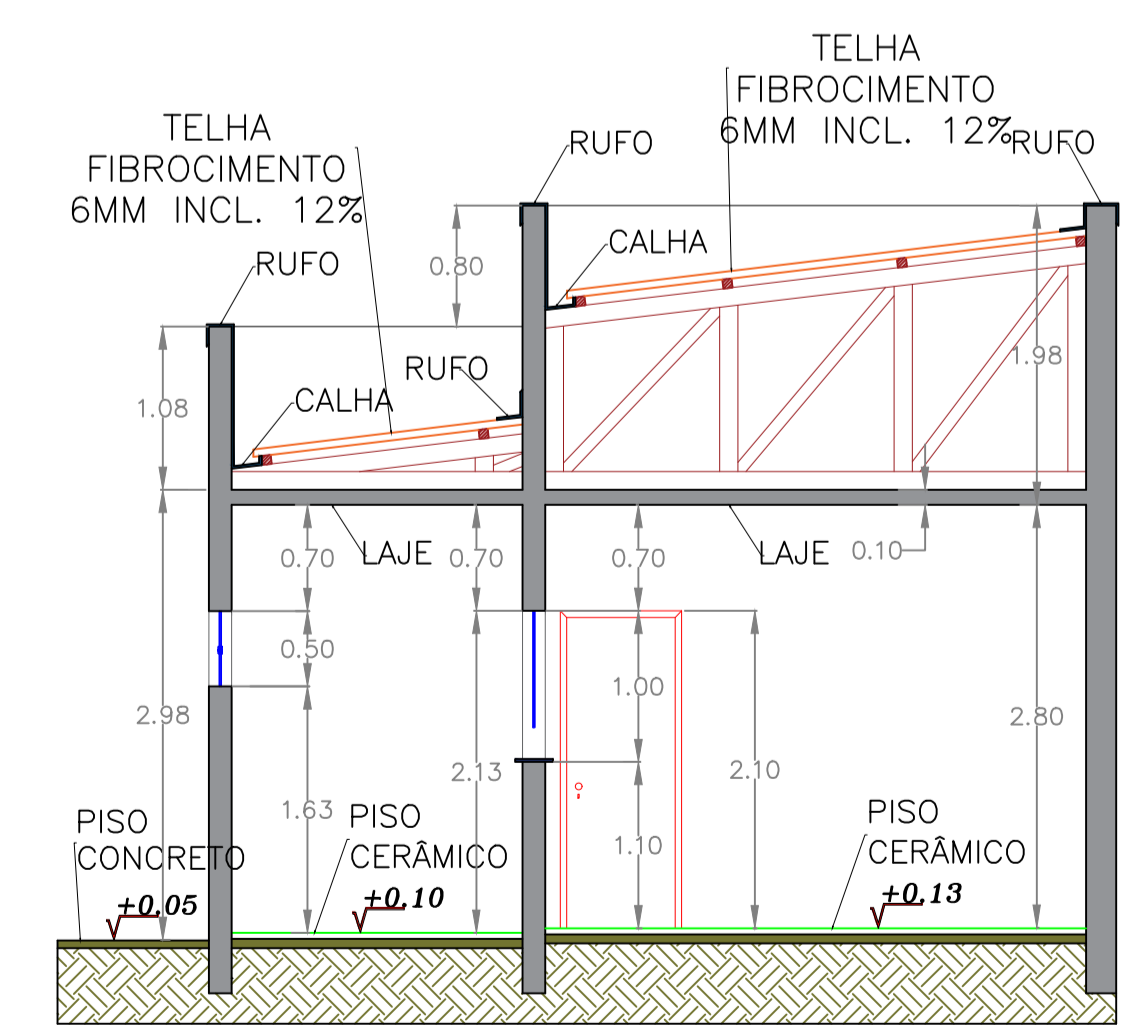 TELHA
FIBROCIMENTO
6MM INCL. 12%
RUFO
RUFO
TELHA
FIBROCIMENTO
6MM INCL. 12%
RUFO
CALHA
0.80
RUFO
1.98
RUFO
CALHA
1.08
0.70
LAJE
0.70
0.70
LAJE
0.10
0.50
1.00
2.98
2.80
2.13
2.10
1.63
1.10
PISO
CONCRETO
PISO
CERÂMICO
PISO
CERÂMICO
+0.05
+0.10
+0.13